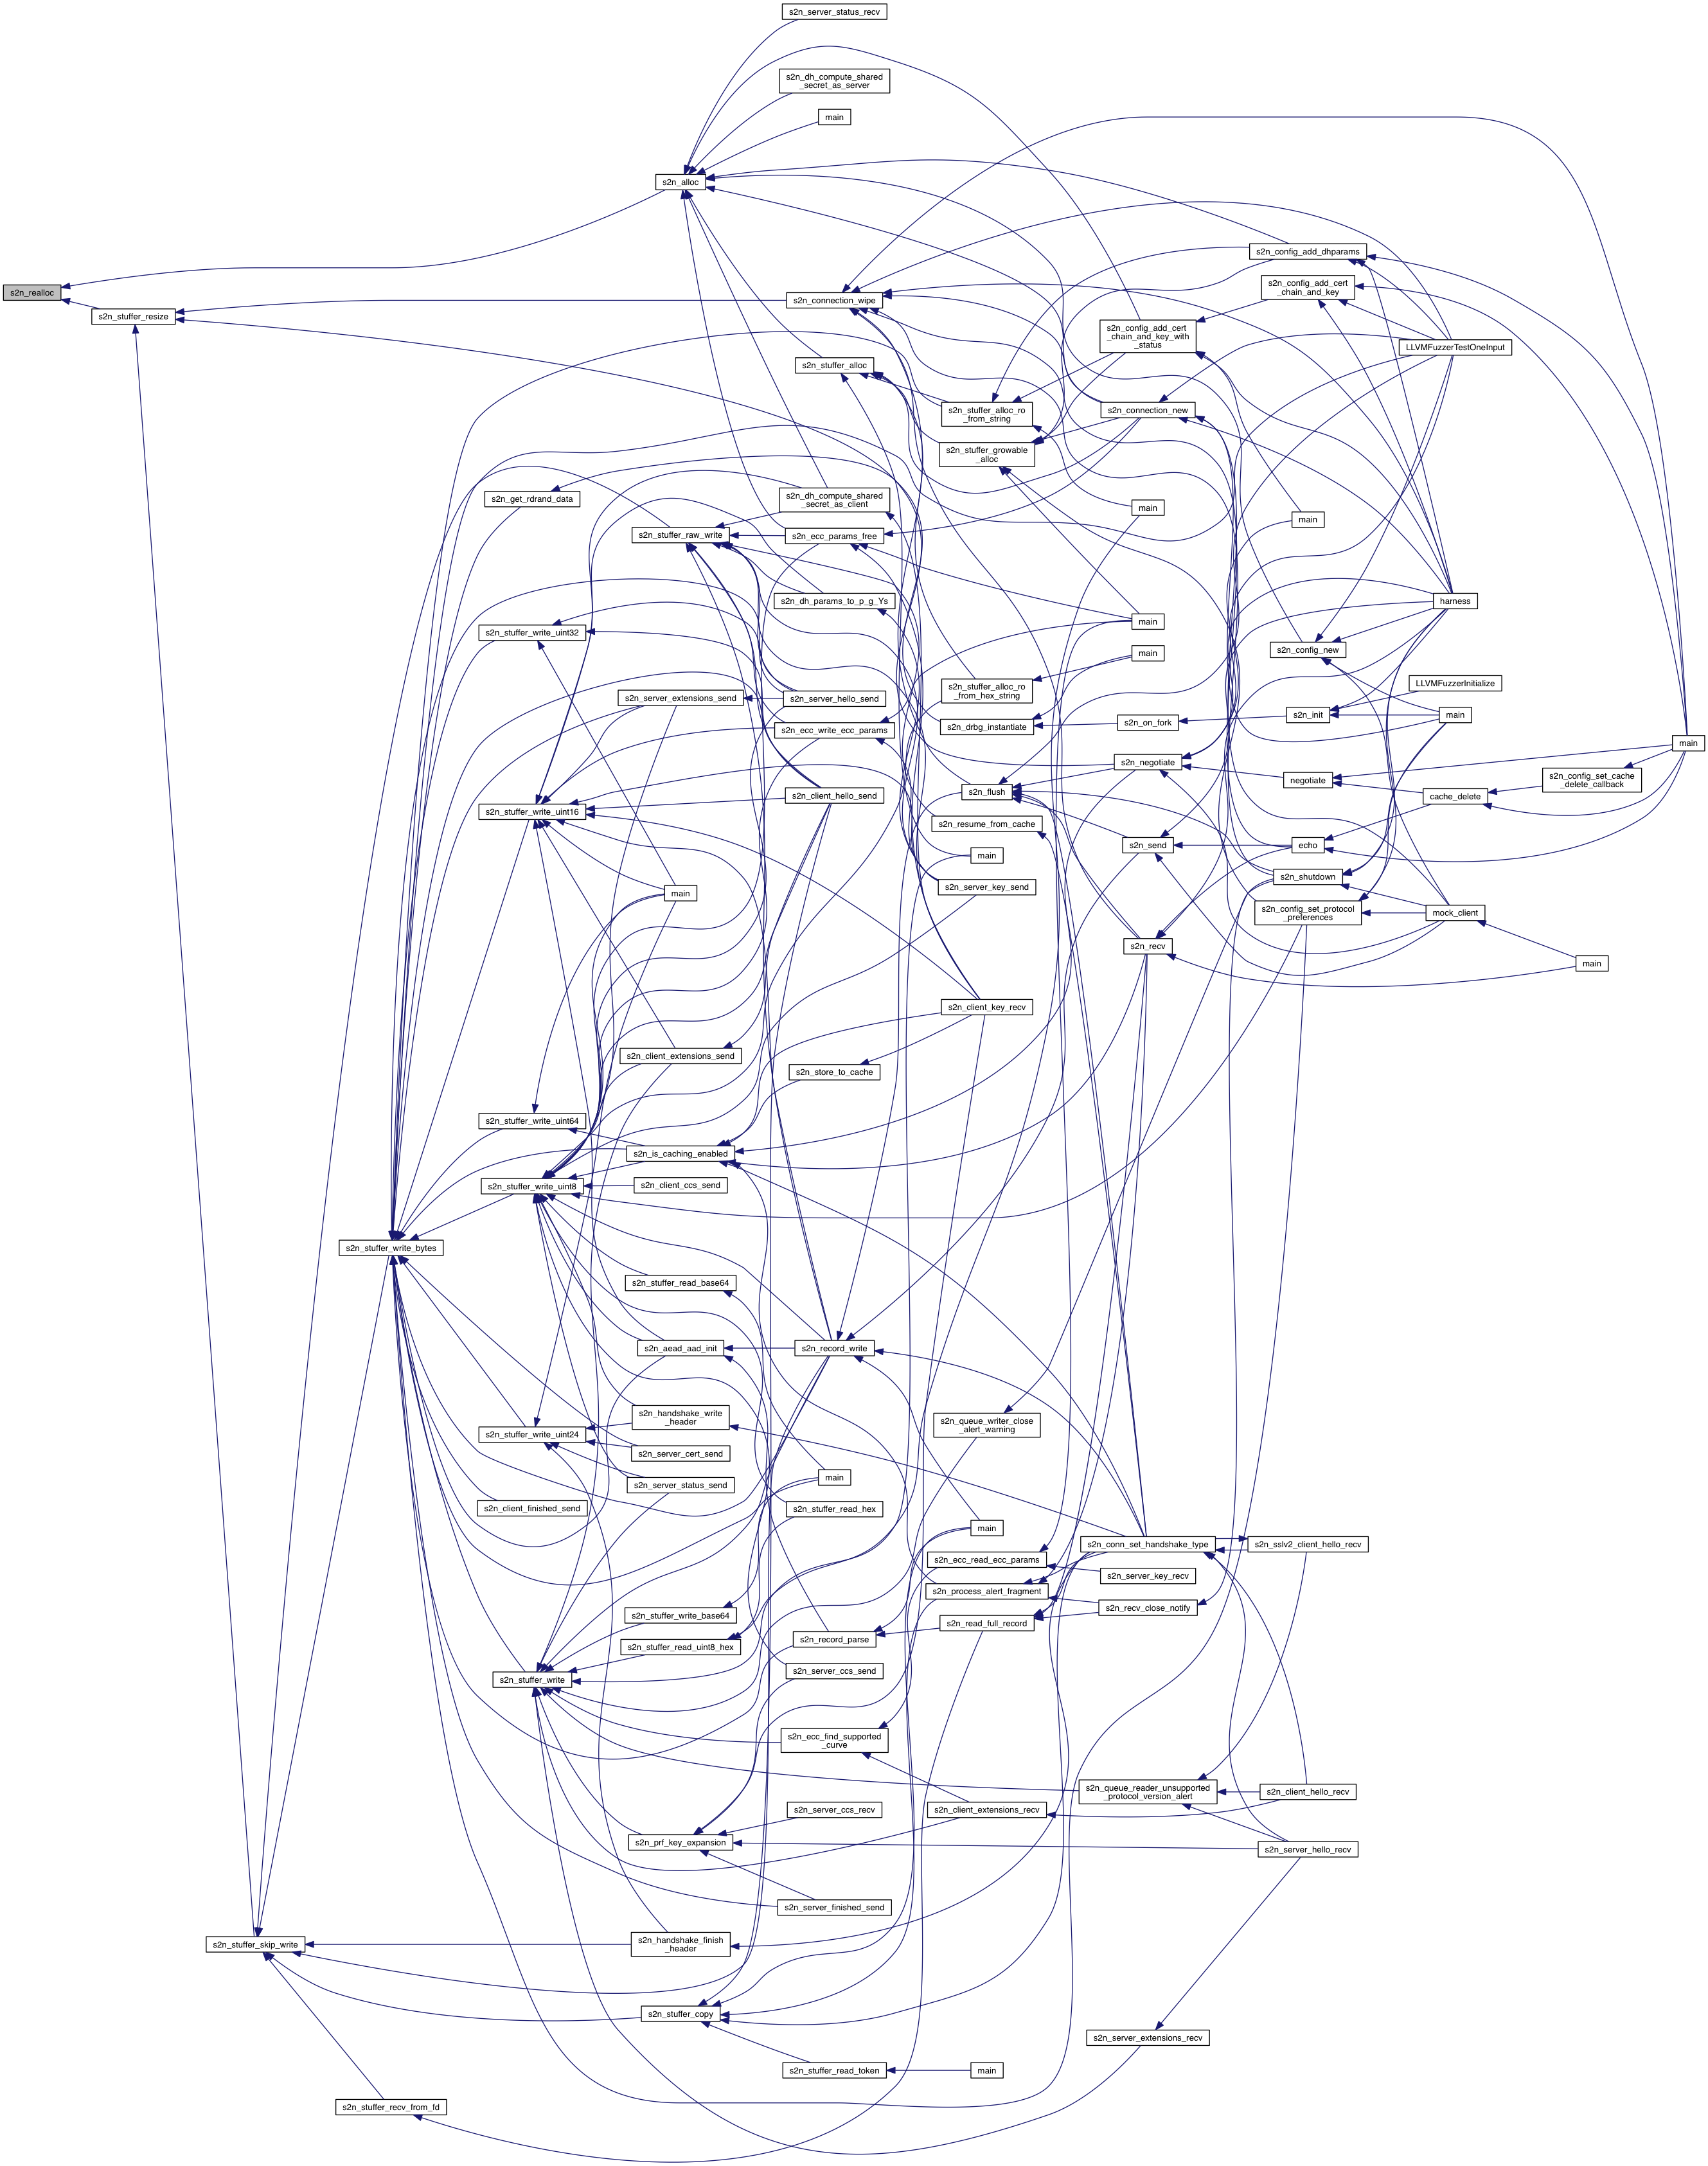 s2n_server_status_recv
s2n_dh_compute_shared
_secret_as_server
main
s2n_alloc
s2n_config_add_dhparams
s2n_config_add_cert
_chain_and_key
s2n_realloc
s2n_connection_wipe
s2n_stuffer_resize
s2n_config_add_cert
_chain_and_key_with
_status
LLVMFuzzerTestOneInput
s2n_stuffer_alloc
s2n_stuffer_alloc_ro
_from_string
s2n_connection_new
s2n_stuffer_growable
_alloc
s2n_get_rdrand_data
s2n_dh_compute_shared
_secret_as_client
main
main
s2n_stuffer_raw_write
s2n_ecc_params_free
s2n_dh_params_to_p_g_Ys
harness
main
s2n_stuffer_write_uint32
s2n_config_new
main
LLVMFuzzerInitialize
s2n_stuffer_alloc_ro
_from_hex_string
s2n_server_extensions_send
s2n_server_hello_send
s2n_init
main
s2n_on_fork
s2n_drbg_instantiate
s2n_ecc_write_ecc_params
main
s2n_negotiate
negotiate
s2n_config_set_cache
_delete_callback
s2n_flush
s2n_client_hello_send
cache_delete
s2n_stuffer_write_uint16
s2n_resume_from_cache
s2n_send
echo
main
s2n_shutdown
s2n_server_key_send
main
s2n_config_set_protocol
_preferences
mock_client
s2n_recv
main
s2n_client_key_recv
s2n_client_extensions_send
s2n_store_to_cache
s2n_stuffer_write_uint64
s2n_is_caching_enabled
s2n_stuffer_write_uint8
s2n_client_ccs_send
s2n_stuffer_write_bytes
s2n_stuffer_read_base64
s2n_aead_aad_init
s2n_record_write
s2n_handshake_write
_header
s2n_queue_writer_close
_alert_warning
s2n_stuffer_write_uint24
s2n_server_cert_send
main
s2n_server_status_send
s2n_client_finished_send
s2n_stuffer_read_hex
main
s2n_conn_set_handshake_type
s2n_sslv2_client_hello_recv
s2n_ecc_read_ecc_params
s2n_server_key_recv
s2n_process_alert_fragment
s2n_recv_close_notify
s2n_stuffer_write_base64
s2n_read_full_record
s2n_record_parse
s2n_stuffer_read_uint8_hex
s2n_server_ccs_send
s2n_stuffer_write
s2n_ecc_find_supported
_curve
s2n_queue_reader_unsupported
_protocol_version_alert
s2n_client_hello_recv
s2n_server_ccs_recv
s2n_client_extensions_recv
s2n_prf_key_expansion
s2n_server_hello_recv
s2n_server_finished_send
s2n_stuffer_skip_write
s2n_handshake_finish
_header
s2n_stuffer_copy
s2n_server_extensions_recv
s2n_stuffer_read_token
main
s2n_stuffer_recv_from_fd